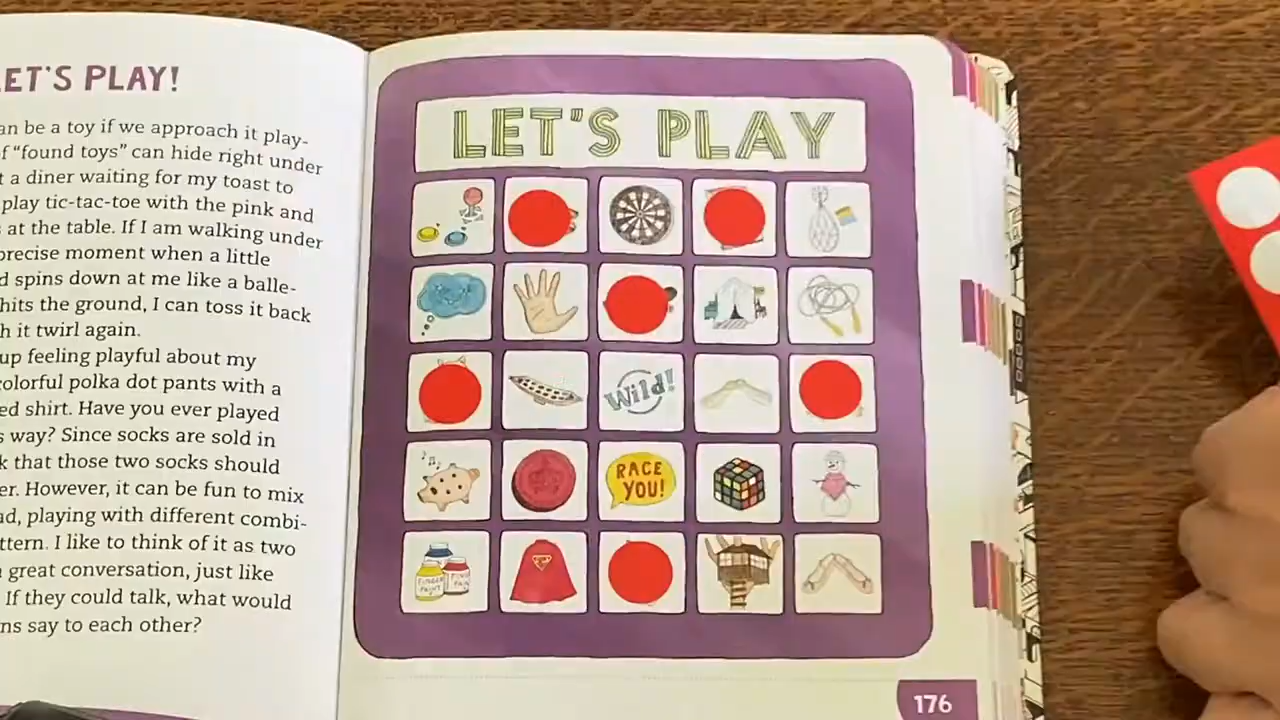 ET'S PLAY!
an be a toy if we approach it play-
f "found toys" can hide right under
t a diner waiting for my toast to
play tic-tac-toe with the pink and
s at the table. If I am walking under
precise moment when a little
d spins down at me like a balle-
hits the ground, I can toss it back
h it twirl again.
up feeling playful about my
colorful polka dot pants with a
ed shirt. Have you ever played
s way? Since socks are sold in
k that those two socks should
er. However, it can be fun to mix
ad, playing with different combi-
ttern. I like to think of it as two
great conversation, just like
If they could talk, what would
ns say to each other?
LET'S PLAY
Wild!
RACE
YOU!
FINGER
PAINT
176